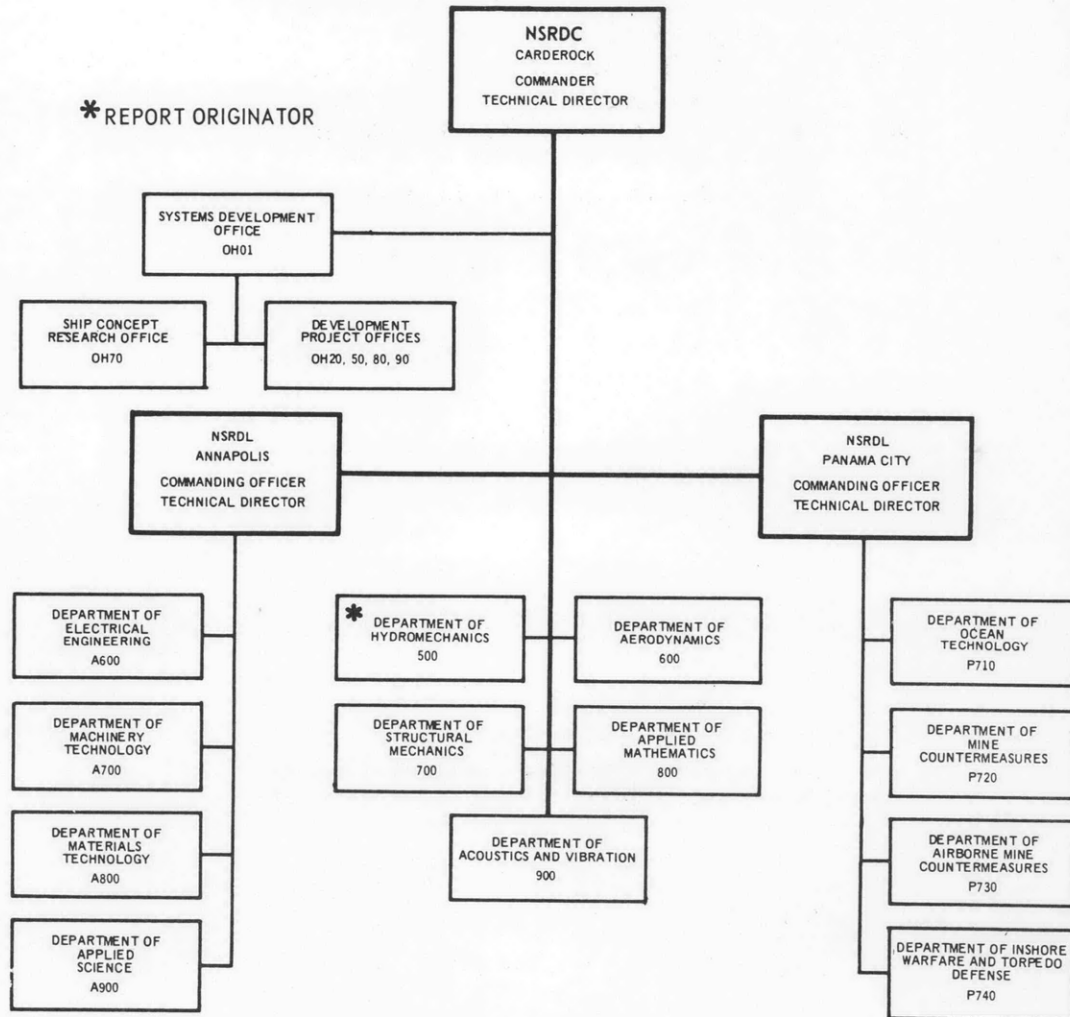 NSRDC
CARDEROCK
COMMANDER
TECHNICAL DIRECTOR
*REPORT ORIGINATOR
SYSTEMS DEVELOPMENT
OFFICE
OH01
SHIP CONCEPT
RESEARCH OFFICE
OH70
DEVELOPMENT
PROJECT OFFICES
OH20, 50, 80, 90
NSRDL
ANNAPOLIS
COMMANDING OFFICER
TECHNICAL DIRECTOR
NSRDL
PANAMA CITY
COMMANDING OFFICER
TECHNICAL DIRECTOR
DEPARTMENT OF
ELECTRICAL
ENGINEERING
A600
DEPARTMENT OF
MACHINERY
TECHNOLOGY
A700
DEPARTMENT OF
MATERIALS
TECHNOLOGY
A800
DEPARTMENT OF
APPLIED
SCIENCE
A900
* DEPARTMENT OF
HYDROMECHANICS
500
DEPARTMENT OF
AERODYNAMICS
600
DEPARTMENT OF
STRUCTURAL
MECHANICS
700
DEPARTMENT OF
APPLIED
MATHEMATICS
800
DEPARTMENT OF
ACOUSTICS AND VIBRATION
900
DEPARTMENT OF
OCEAN
TECHNOLOGY
P710
DEPARTMENT OF
MINE
COUNTERMEASURES
P720
DEPARTMENT OF
AIRBORNE MINE
COUNTERMEASURES
P730
DEPARTMENT OF INSHORE
WARFARE AND TORPEDO
DEFENSE
P740